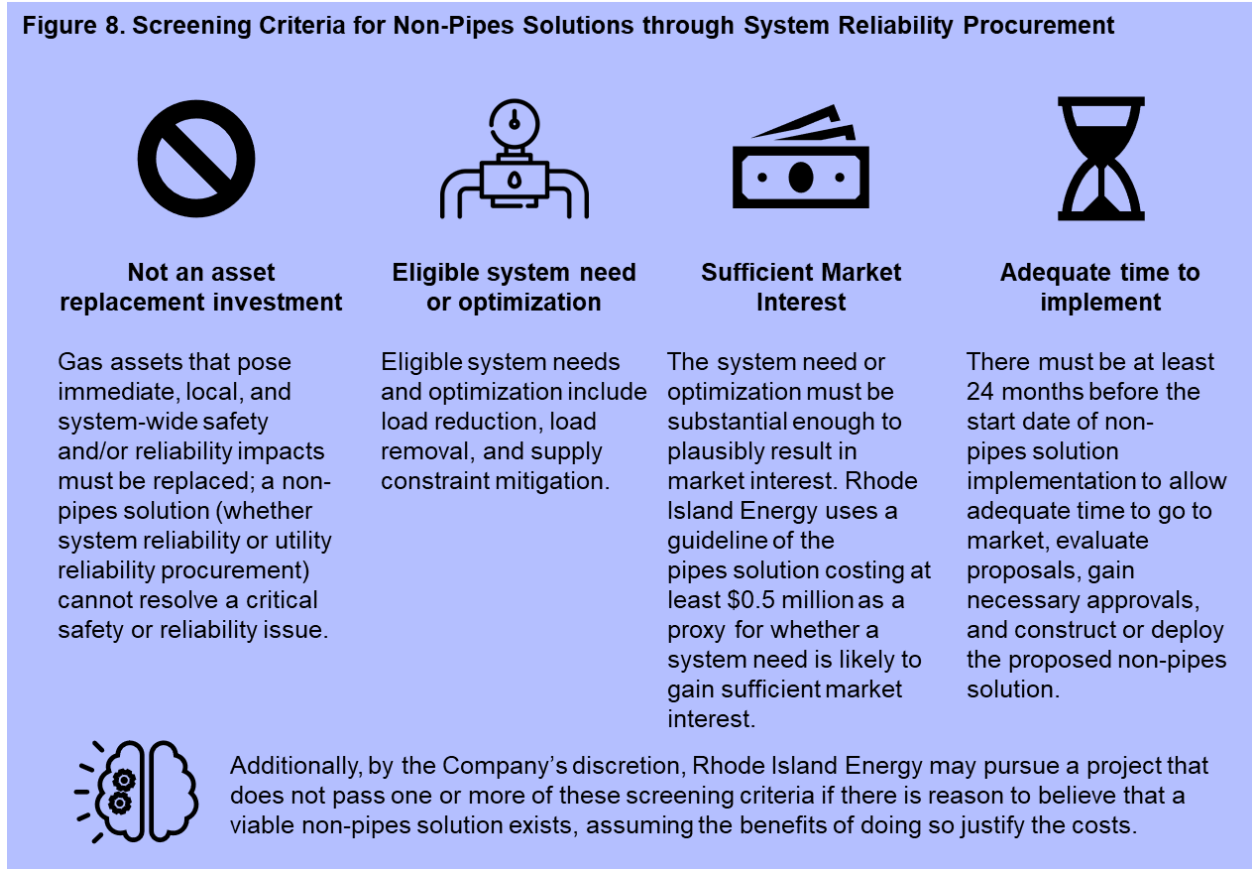 Figure 8. Screening Criteria for Non-Pipes Solutions through System Reliability Procurement
Not an asset
replacement investment
Gas assets that pose
immediate, local, and
system-wide safety
and/or reliability impacts
must be replaced; a non-
pipes solution (whether
system reliability or utility
reliability procurement)
cannot resolve a critical
safety or reliability issue.
Eligible system need
or optimization
Eligible system needs
and optimization include
load reduction, load
removal, and supply
constraint mitigation.
Sufficient Market
Interest
The system need or
optimization must be
substantial enough to
plausibly result in
market interest. Rhode
Island Energy uses a
guideline of the
pipes solution costing at
least $0.5 million as a
proxy for whether a
system need is likely to
gain sufficient market
interest.
Adequate time to
implement
There must be at least
24 months before the
start date of non-
pipes solution
implementation to allow
adequate time to go to
market, evaluate
proposals, gain
necessary approvals,
and construct or deploy
the proposed non-pipes
solution.
Additionally, by the Company's discretion, Rhode Island Energy may pursue a project that
does not pass one or more of these screening criteria if there is reason to believe that a
viable non-pipes solution exists, assuming the benefits of doing so justify the costs.